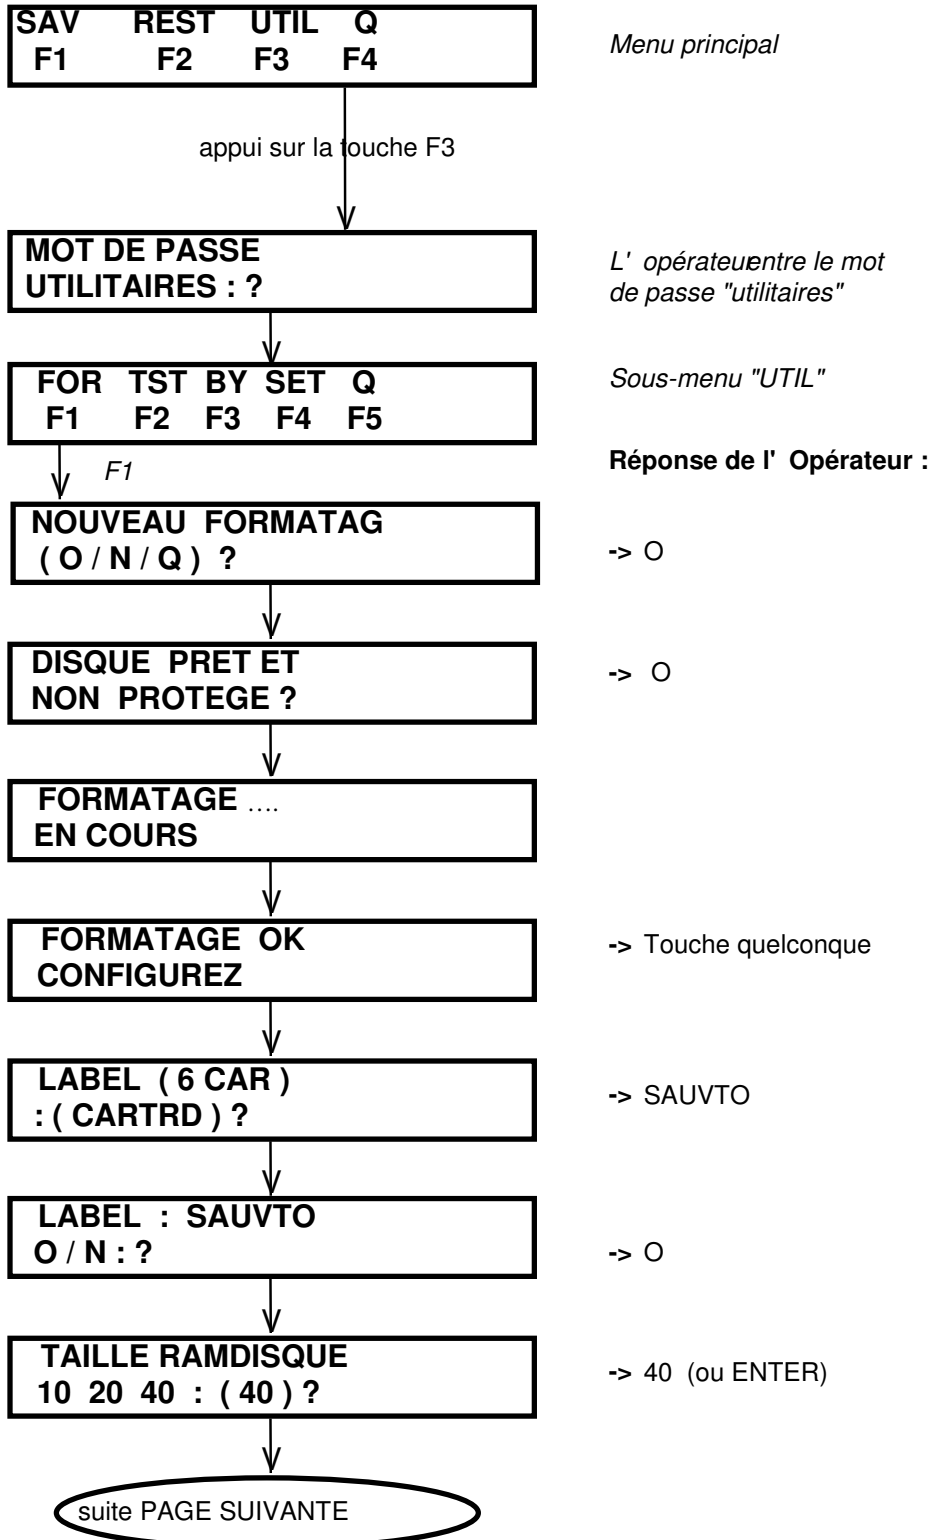 SAV REST UTIL Q
F1 F2 F3 F4
Menu principal
appui sur la touche F3
MOT DE PASSE
UTILITAIRES : ?
L' opérateurentre le mot
de passe "utilitaires"
FOR TST BY SET Q
F1 F2 F3 F4 F5
Sous-menu "UTIL"
F1
Réponse de l' Opérateur :
NOUVEAU FORMATAG
( O / N / Q ) ?
-> O
DISQUE PRET ET
NON PROTEGE ?
-> O
FORMATAGE ....
EN COURS
FORMATAGE OK
CONFIGUREZ
-> Touche quelconque
LABEL ( 6 CAR )
: ( CARTRD ) ?
-> SAUVTO
LABEL : SAUVTO
O / N : ?
-> O
TAILLE RAMDISQUE
10 20 40 : ( 40 ) ?
-> 40 (ou ENTER)
suite PAGE SUIVANTE